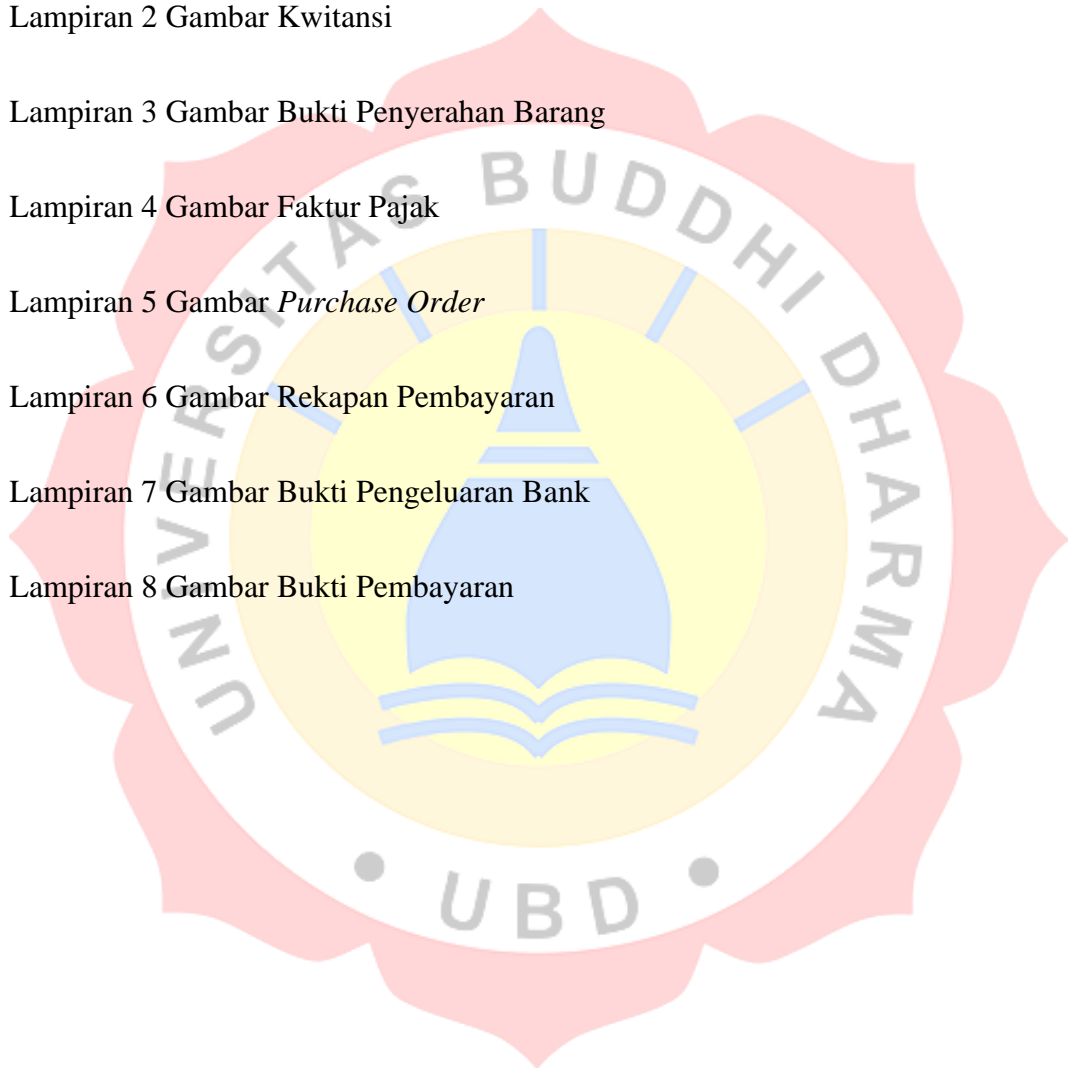 Lampiran 2 Gambar Kwitansi
Lampiran 3 Gambar Bukti Penyerahan Barang
Lampiran 4 Gambar Faktur Pajak
Lampiran 5 Gambar Purchase Order
Lampiran 6 Gambar Rekapan Pembayaran
Lampiran 7 Gambar Bukti Pengeluaran Bank
Lampiran 8 Gambar Bukti Pembayaran
UNIVERSITAS BUDDHI DHARMA
• UBD •